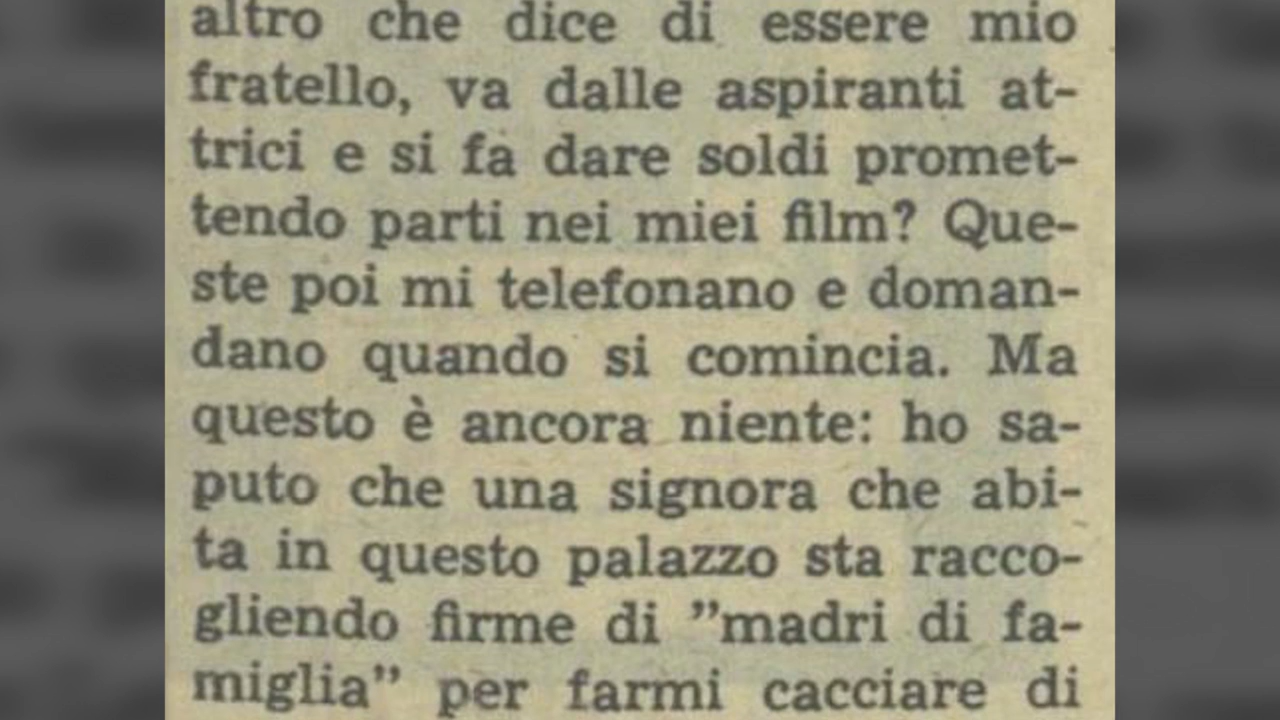 altro che dice di essere mio
fratello, va dalle aspiranti at-
trici e si fa dare soldi promet-
tendo parti nei miei film? Que-
ste poi mi telefonano e doman-
dano quando si comincia. Ma
questo è ancora niente: ho sa-
puto che una signora che abi-
ta in questo palazzo sta racco-
gliendo firme di ”madri di fa-
miglia” per farmi cacciare di